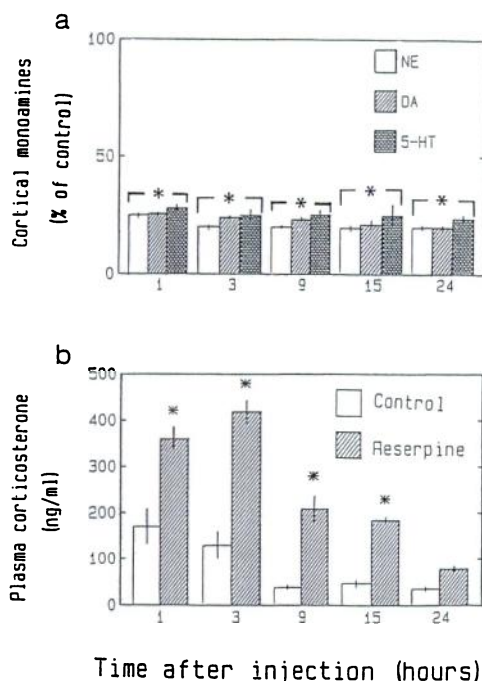 a
Cortical monoamines
(% of control)
100
50
0
NE
DA
5-HT
* * * * *
1 3 9 15 24
b
Plasma corticosterone
(ng/ml)
500
400
300
200
100
0
Control
Reserpine
* * * *
1 3 9 15 24
Time after injection (hours)